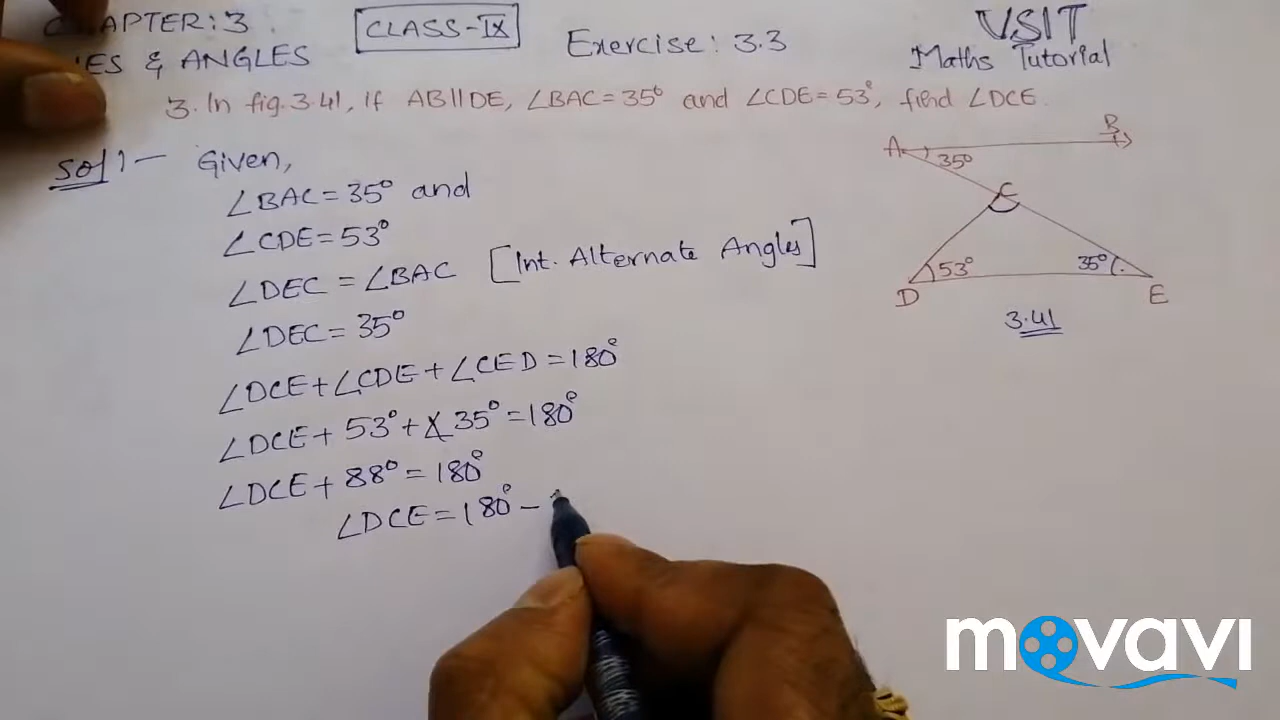 CHAPTER: 3
CLASS-IX
Exercise: 3.3
VSIT
Maths Tutorial
& ANGLES
3. In fig. 3.41, if AB||DE, ∠BAC=35° and ∠CDE=53°, find ∠DCE.
Sol:- Given,
∠BAC=35° and
∠CDE=53°
∠DEC=∠BAC [Int. Alternate Angles]
∠DEC=35°
∠DCE+∠CDE+∠CED=180°
∠DCE+53°+35°=180°
∠DCE+88°=180°
∠DCE=180°-
A
B
35°
C
53°
35°
D
E
3.41
movavi